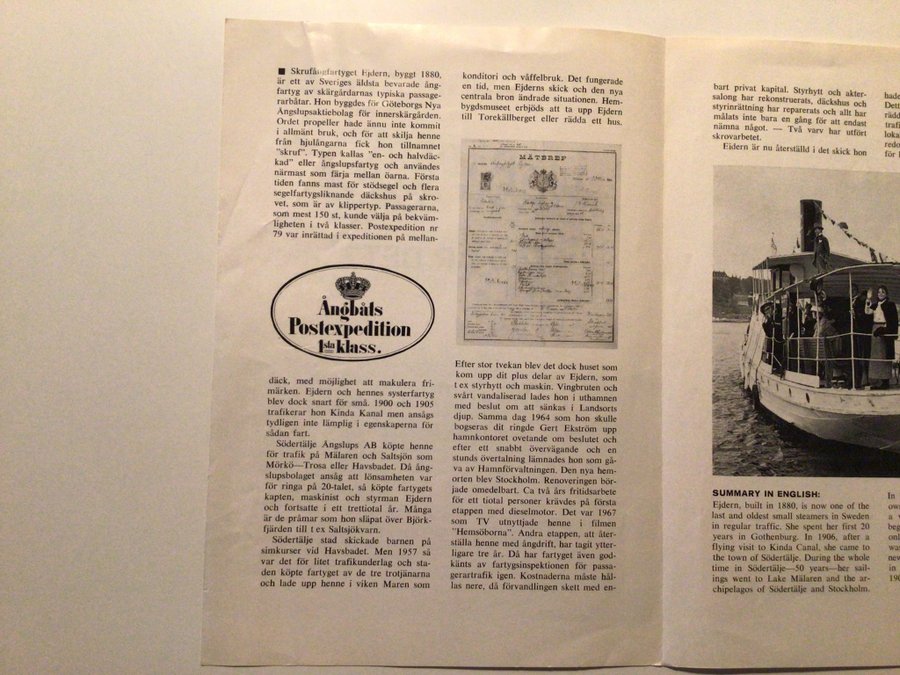 ■ Skrufångfartyget Ejdern, byggt 1880,
är ett av Sveriges äldsta bevarade ång-
fartyg av skärgårdarnas typiska passage-
rarbåtar. Hon byggdes för Göteborgs Nya
Ångslupsaktiebolag för innerskärgården.
Ordet propeller hade ännu inte kommit
i allmänt bruk, och för att skilja henne
från hjulångarna fick hon tillnamnet
"skruf". Typen kallas "en- och halvdäc-
kad" eller ångslupsfartyg och användes
närmast som färja mellan öarna. Första
tiden fanns mast för stödsegel och flera
segelfartygsliknande däckshus på skro-
vet, som är av klippertyp. Passagerarna,
som mest 150 st, kunde välja på bekväm-
ligheten i två klasser. Postexpedition nr
79 var inrättad i expeditionen på mellan-
Ångbåts
Postexpedition
1sta klass.
däck, med möjlighet att makulera fri-
märken. Ejdern och hennes systerfartyg
blev dock snart för små. 1900 och 1905
trafikerar hon Kinda Kanal men ansågs
tydligen inte lämplig i egenskaperna för
sådan fart.
Södertälje Ångslups AB köpte henne
för trafik på Mälaren och Saltsjön som
Mörkö—Trosa eller Havsbadet. Då ång-
slupsbolaget ansåg att lönsamheten var
för ringa på 20-talet, så köpte fartygets
kapten, maskinist och styrman Ejdern
och fortsatte i ett trettiotal år. Många
är de pråmar som hon släpat över Björk-
fjärden till t ex Saltsjökvarn.
Södertälje stad skickade barnen på
simkurser vid Havsbadet. Men 1957 så
var det för litet trafikunderlag och sta-
den köpte fartyget av de tre trotjänarna
och lade upp henne i viken Maren som
konditori och våffelbruk. Det fungerade
en tid, men Ejderns skick och den nya
centrala bron ändrade situationen. Hem-
bygdsmuseet erbjöds att ta upp Ejdern
till Torekällberget eller rädda ett hus.
MÄTBREF
Efter stor tvekan blev det dock huset som
kom upp dit plus delar av Ejdern, som
t ex styrhytt och maskin. Vingbruten och
svårt vandaliserad lades hon i uthamnen
med beslut om att sänkas i Landsorts
djup. Samma dag 1964 som hon skulle
bogseras dit ringde Gert Ekström upp
hamnkontoret ovetande om beslutet och
efter ett snabbt övervägande och en
stunds övertalning lämnades hon som gå-
va av Hamnförvaltningen. Den nya hem-
orten blev Stockholm. Renoveringen bör-
jade omedelbart. Ca två års fritidsarbete
för ett tiotal personer krävdes på första
etappen med dieselmotor. Det var 1967
som TV utnyttjade henne i filmen
"Hemsöborna". Andra etappen, att åter-
ställa henne med ångdrift, har tagit ytter-
ligare tre år. Då har fartyget även god-
känts av fartygsinspektionen för passa-
gerartrafik igen. Kostnaderna måste hål-
las nere, då förvandlingen skett med en-
bart privat kapital. Styrhytt och akter-
salong har rekonstruerats, däckshus och
styrinrättning har reparerats och allt har
målats inte bara en gång för att endast
nämna något. — Två varv har utfört
skrovarbetet.
Ejdern är nu återställd i det skick hon
SUMMARY IN ENGLISH:
Ejdern, built in 1880, is now one of the
last and oldest small steamers in Sweden
in regular traffic. She spent her first 20
years in Gothenburg. In 1906, after a
flying visit to Kinda Canal, she came to
the town of Södertälje. During the whole
time in Södertälje—50 years—her sail-
ings went to Lake Mälaren and the ar-
chipelagos of Södertälje and Stockholm.